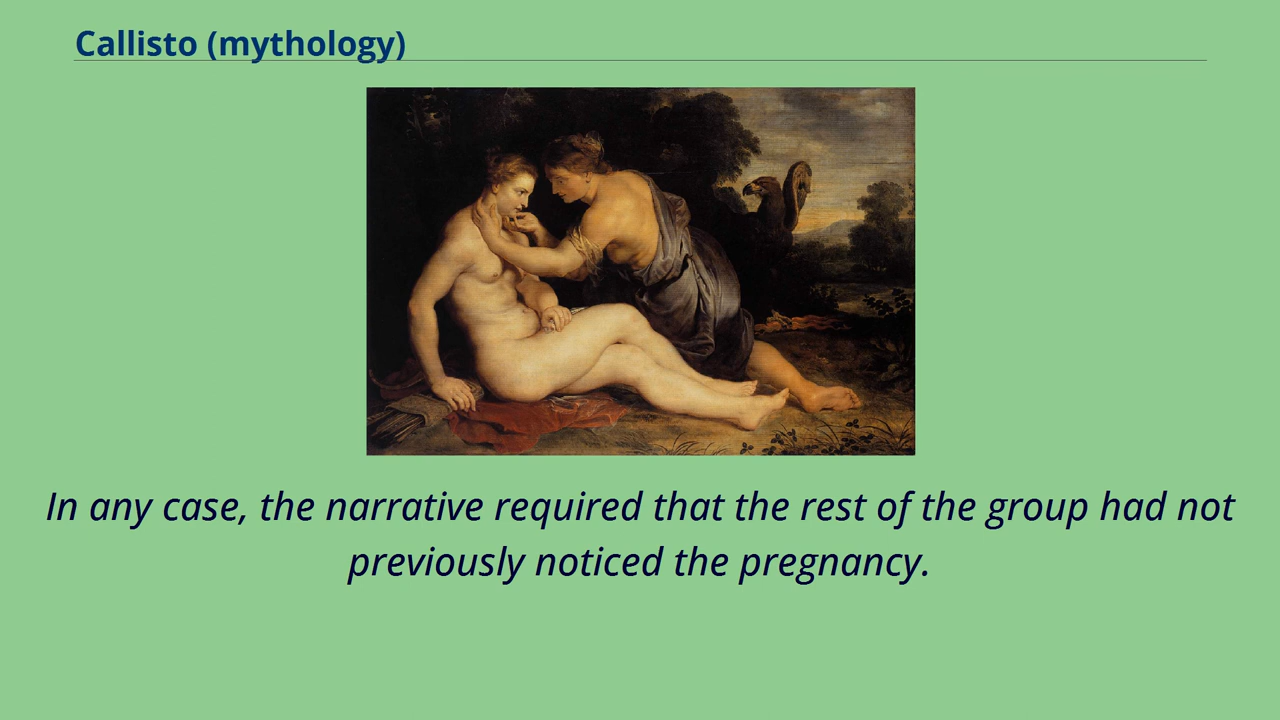 Callisto (mythology)
In any case, the narrative required that the rest of the group had not
previously noticed the pregnancy.